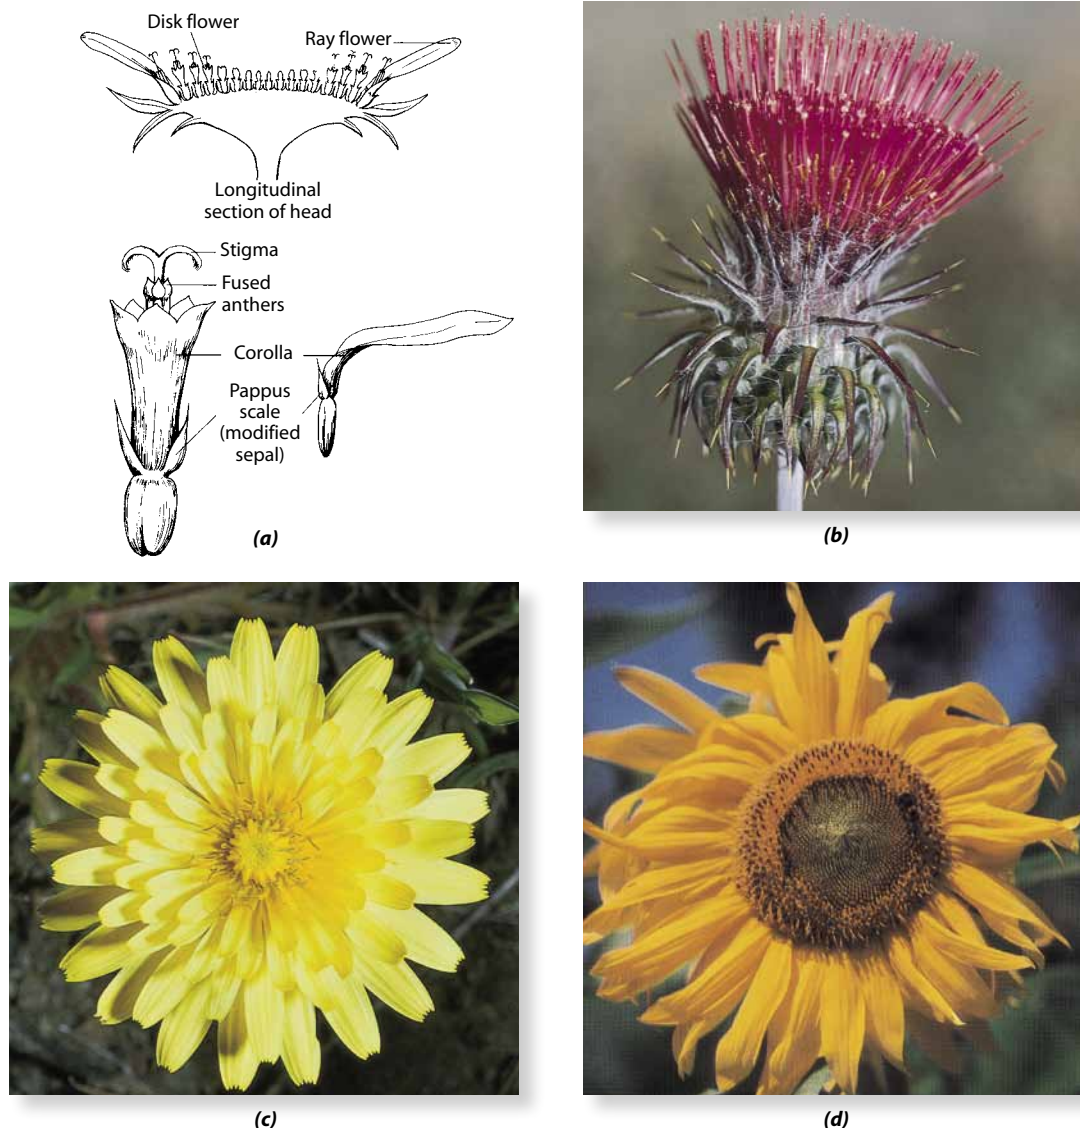 Disk flower
Ray flower
Longitudinal
section of head
Stigma
Fused
anthers
Corolla
Pappus
scale
(modified
sepal)
(a)
(b)
(c)
(d)